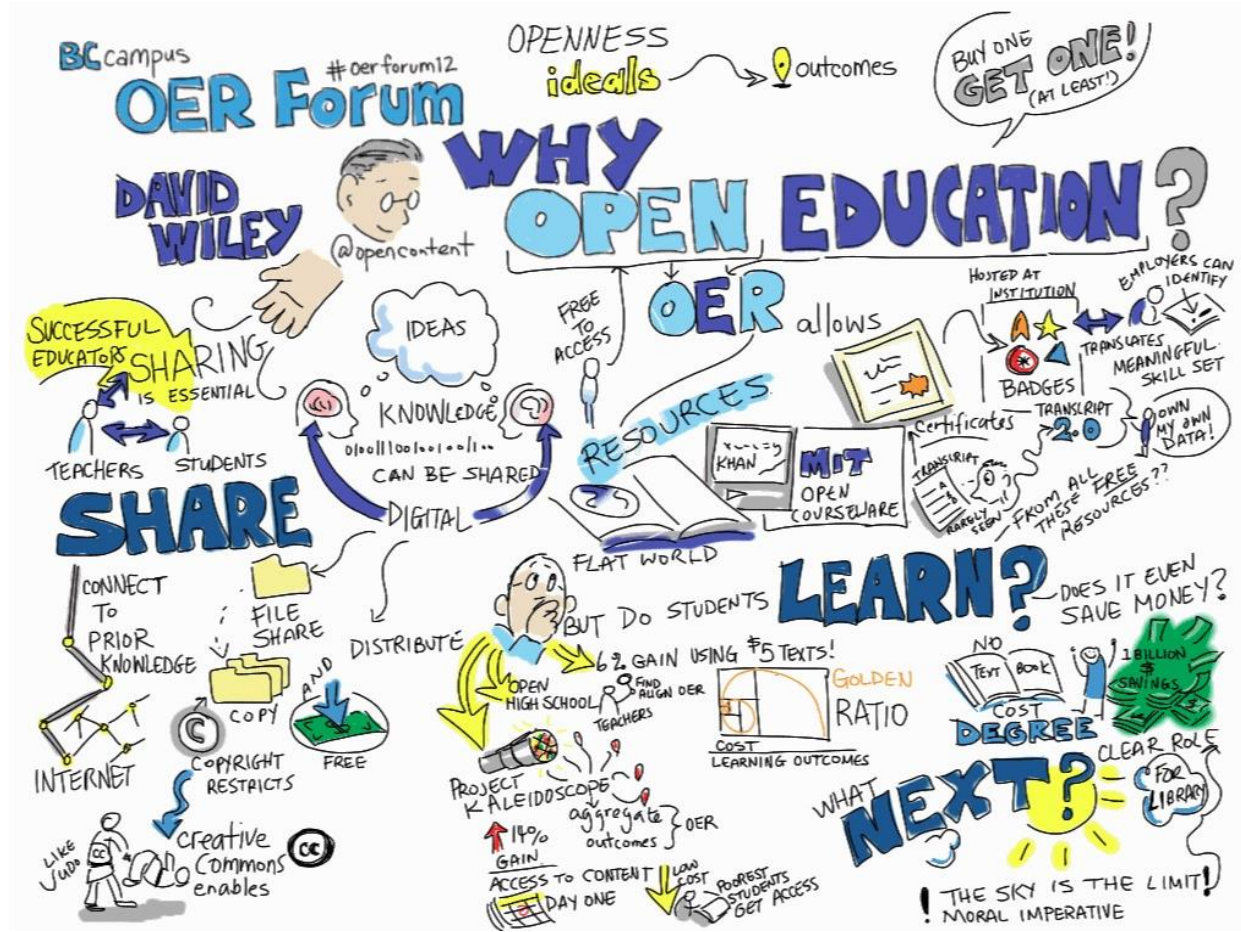 BC campus
#oerforum12
OER Forum
DAVID
WILEY
@opencontent
OPENNESS
ideals
outcomes
BUY ONE
GET ONE!
(AT LEAST!)
WHY
OPEN EDUCATION?
SUCCESSFUL
EDUCATORS
SHARING
IS ESSENTIAL
TEACHERS
STUDENTS
IDEAS
KNOWLEDGE
CAN BE SHARED
DIGITAL
FREE
TO
ACCESS
OER
allows
RESOURCES
KHAN
MIT
OPEN
COURSEWARE
FLAT WORLD
Certificates
HOSTED AT
INSTITUTION
BADGES
TRANSLATES
EMPLOYERS CAN
IDENTIFY
MEANINGFUL
SKILL SET
TRANSCRIPT
2.0
OWN
MY OWN
DATA!
TRANSCRIPT
A
RARELY
SEEN
FROM ALL
THESE FREE
RESOURCES??
SHARE
CONNECT
TO
PRIOR
KNOWLEDGE
INTERNET
FILE
SHARE
COPY
©
COPYRIGHT
RESTRICTS
LIKE
JUDO
CC
creative
commons
enables
CC
DISTRIBUTE
AND
FREE
BUT DO STUDENTS
LEARN?
6% GAIN USING $5 TEXTS!
OPEN
HIGH SCHOOL
TEACHERS
FIND
ALIGN OER
PROJECT
KALEIDOSCOPE
aggregate
outcomes
OER
14%
GAIN
ACCESS TO CONTENT
DAY ONE
LOW
COST
POOREST
STUDENTS
GET ACCESS
GOLDEN
RATIO
COST
LEARNING OUTCOMES
DOES IT EVEN
SAVE MONEY?
NO
TEXT BOOK
COST
DEGREE
1 BILLION
$
SAVINGS
WHAT
NEXT?
CLEAR ROLE
FOR
LIBRARY
! THE SKY IS THE LIMIT!
MORAL IMPERATIVE